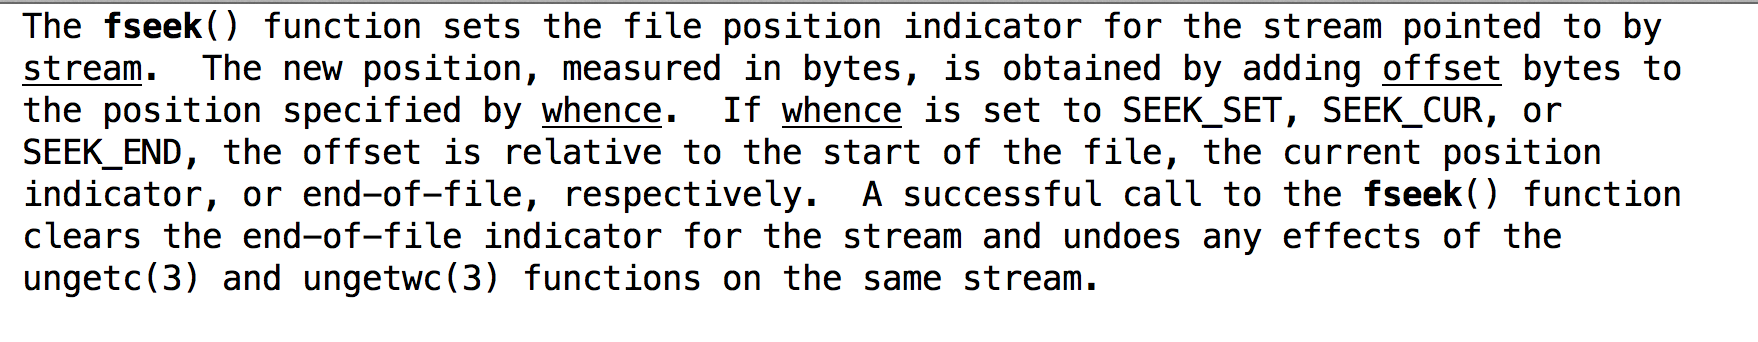 The fseek() function sets the file position indicator for the stream pointed to by
stream.  The new position, measured in bytes, is obtained by adding offset bytes to
the position specified by whence.  If whence is set to SEEK_SET, SEEK_CUR, or
SEEK_END, the offset is relative to the start of the file, the current position
indicator, or end-of-file, respectively.  A successful call to the fseek() function
clears the end-of-file indicator for the stream and undoes any effects of the
ungetc(3) and ungetwc(3) functions on the same stream.